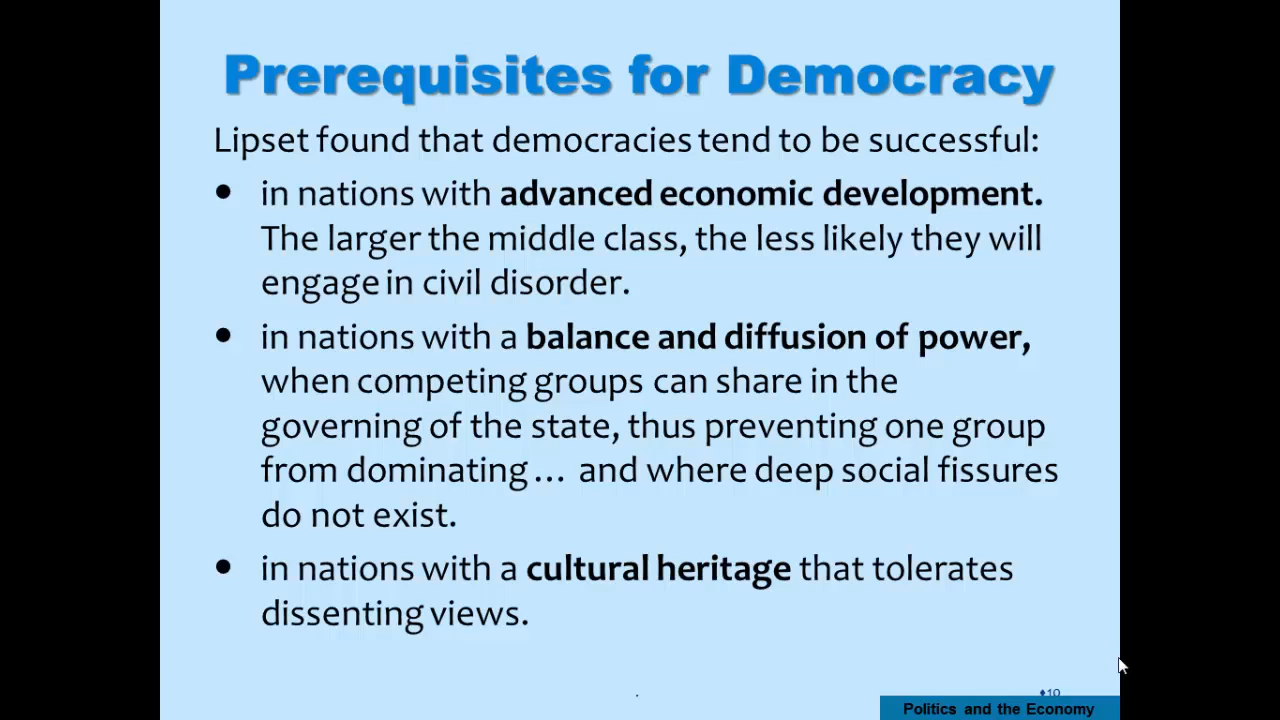 Prerequisites for Democracy
Lipset found that democracies tend to be successful:
• in nations with advanced economic development.
The larger the middle class, the less likely they will
engage in civil disorder.
• in nations with a balance and diffusion of power,
when competing groups can share in the
governing of the state, thus preventing one group
from dominating … and where deep social fissures
do not exist.
• in nations with a cultural heritage that tolerates
dissenting views.
.
♦10
Politics and the Economy